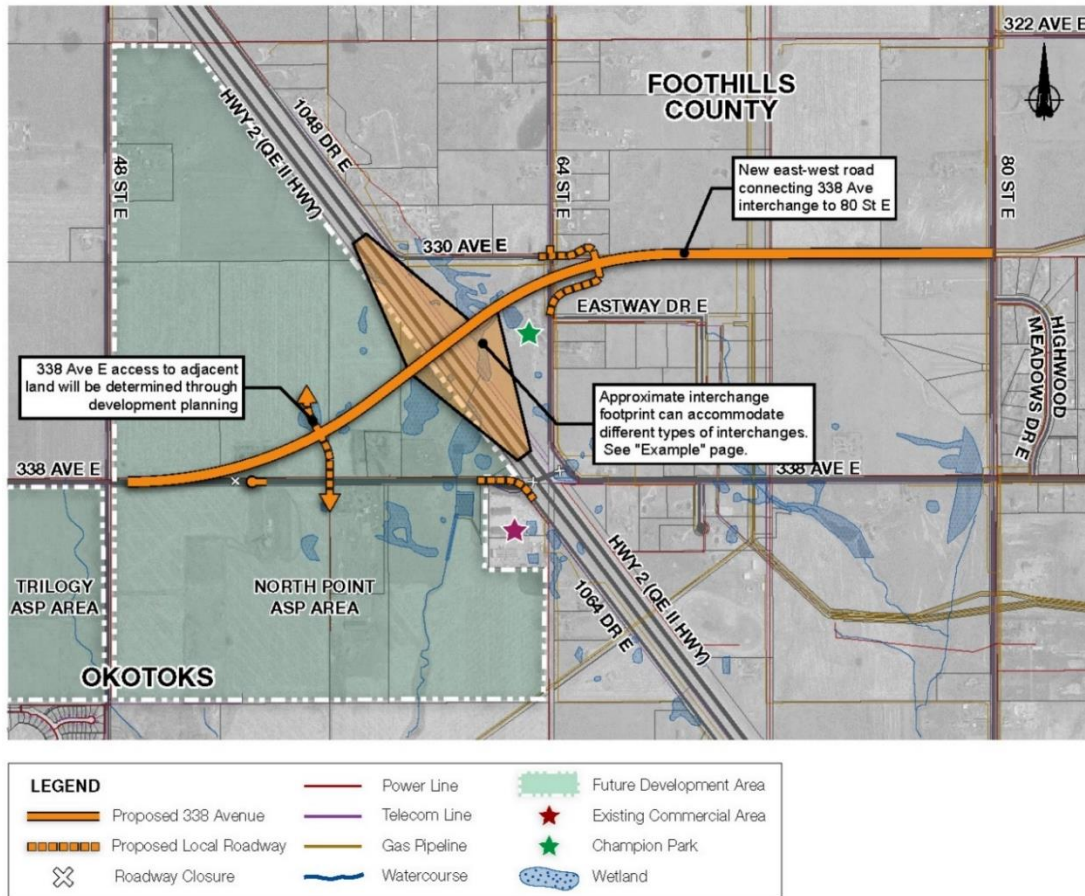 322 AVE E
FOOTHILLS
COUNTY
1048 DR E
HWY 2 (QE II HWY)
48 ST E
64 ST E
80 ST E
New east-west road
connecting 338 Ave
interchange to 80 St E
330 AVE E
EASTWAY DR E
HIGHWOOD
MEADOWS DR E
338 Ave E access to adjacent
land will be determined through
development planning
Approximate interchange
footprint can accommodate
different types of interchanges.
See "Example" page.
338 AVE E
338 AVE E
TRILOGY
ASP AREA
NORTH POINT
ASP AREA
HWY 2 (QE II HWY)
1064 DR E
OKOTOKS
LEGEND
Proposed 338 Avenue
Proposed Local Roadway
Roadway Closure
Power Line
Telecom Line
Gas Pipeline
Watercourse
Future Development Area
Existing Commercial Area
Champion Park
Wetland